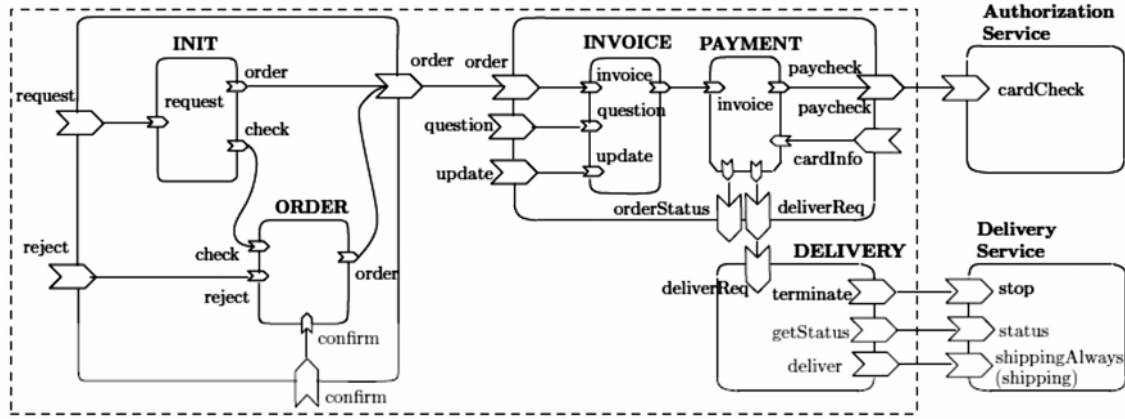 Authorization
Service
INIT
INVOICE
PAYMENT
order
order
order
invoice
paycheck
request
request
invoice
paycheck
cardCheck
check
question
question
update
update
cardInfo
ORDER
orderStatus
deliverReq
reject
check
order
reject
DELIVERY
Delivery
Service
deliverReq
terminate
stop
confirm
getStatus
status
deliver
shippingAlways
(shipping)
confirm